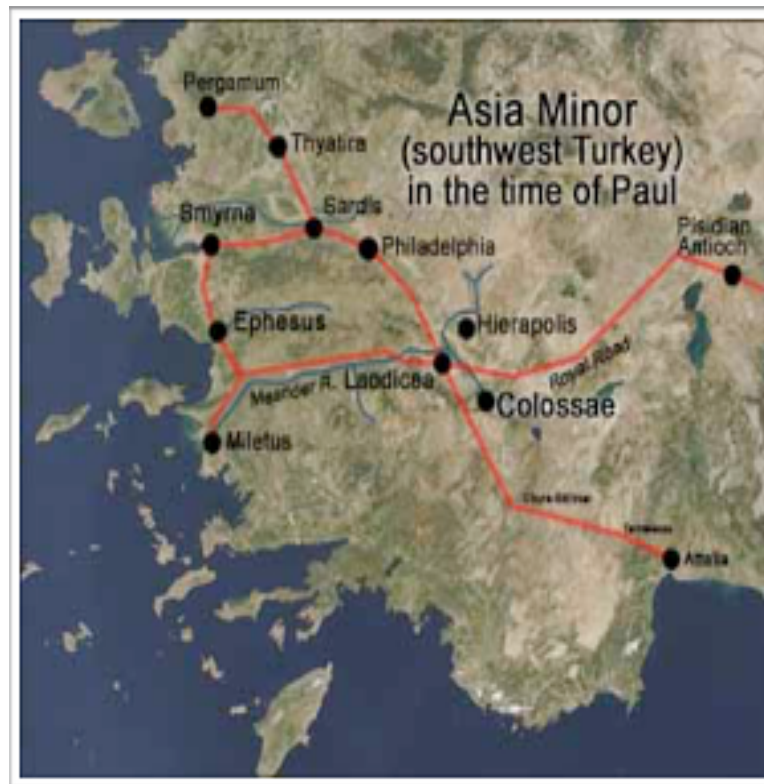 Pergamum
Thyatira
Asia Minor
(southwest Turkey)
in the time of Paul
Smyrna
Sardis
Philadelphia
Pisidian
Antioch
Ephesus
Hierapolis
Royal Road
Meander R.
Laodicea
Colossae
Miletus
Attalia